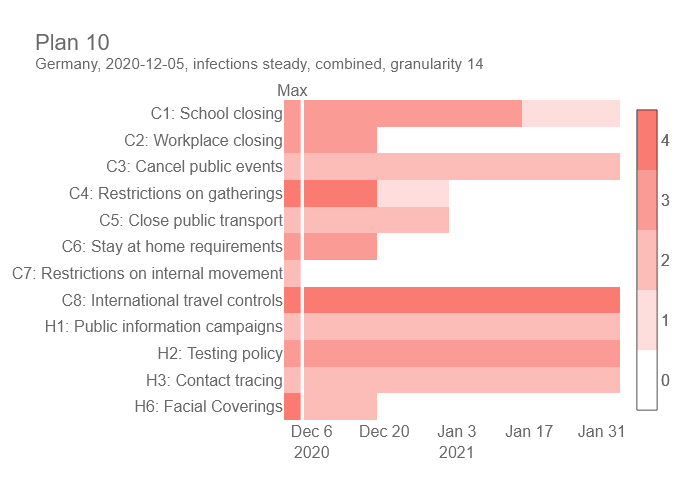 Plan 10
Germany, 2020-12-05, infections steady, combined, granularity 14
Max
C1: School closing
C2: Workplace closing
C3: Cancel public events
C4: Restrictions on gatherings
C5: Close public transport
C6: Stay at home requirements
C7: Restrictions on internal movement
C8: International travel controls
H1: Public information campaigns
H2: Testing policy
H3: Contact tracing
H6: Facial Coverings
Dec 6 Dec 20 Jan 3 Jan 17 Jan 31
2020 2021
4
3
2
1
0